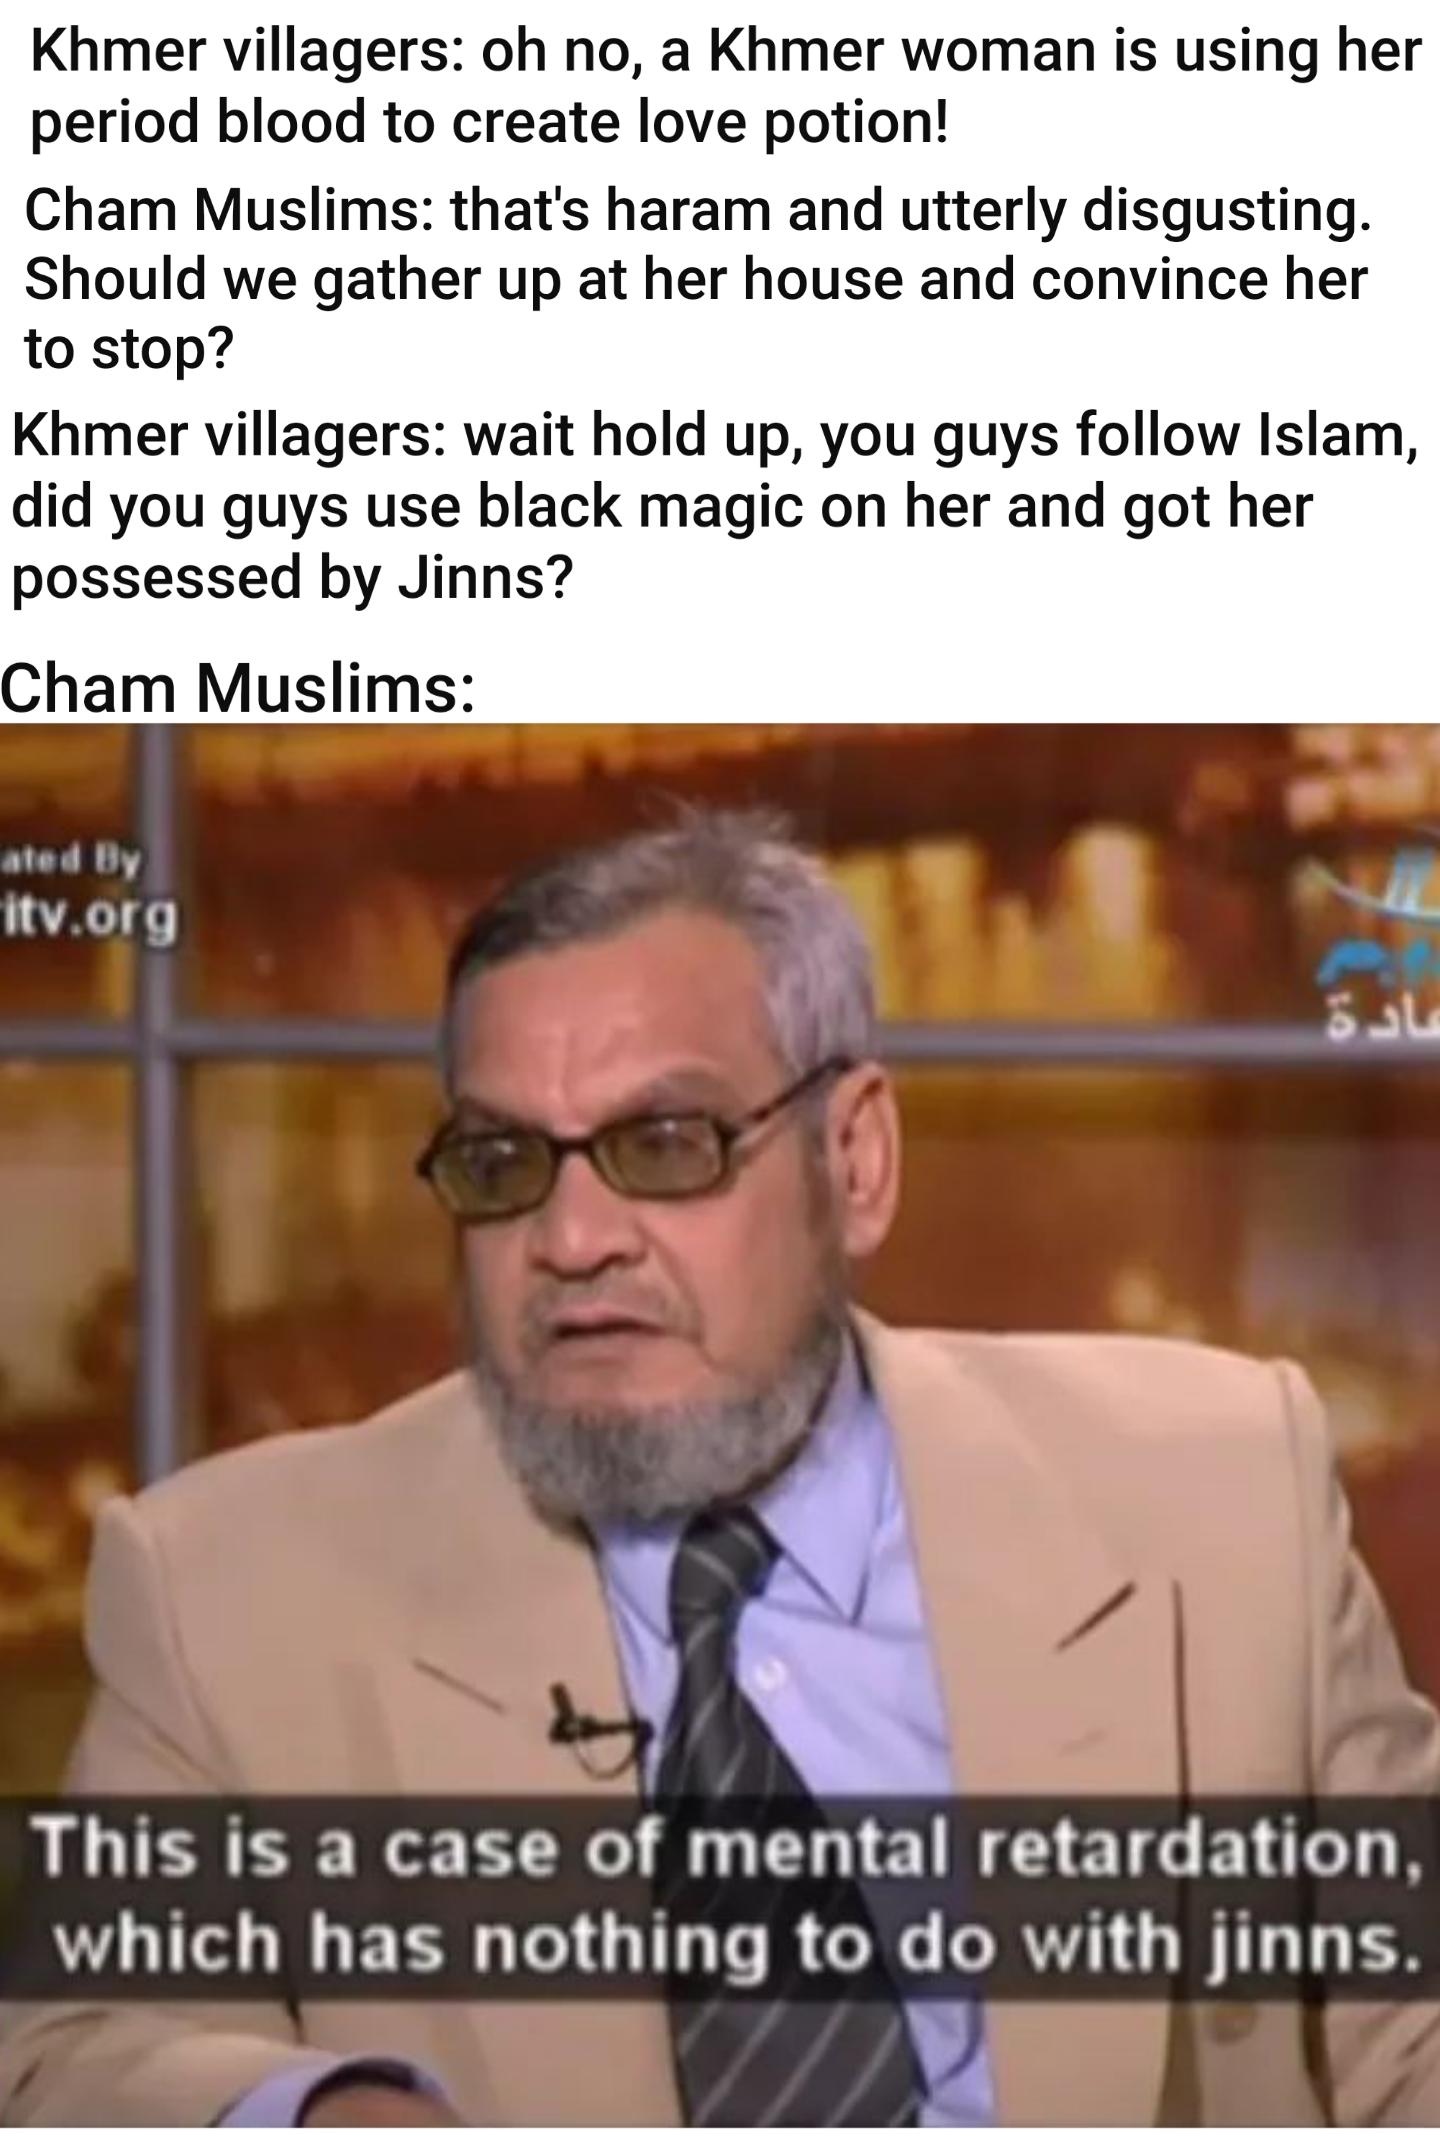 Khmer villagers: oh no, a Khmer woman is using her
period blood to create love potion!
Cham Muslims: that's haram and utterly disgusting.
Should we gather up at her house and convince her
to stop?
Khmer villagers: wait hold up, you guys follow Islam,
did you guys use black magic on her and got her
possessed by Jinns?
Cham Muslims:
ated By
itv.org
This is a case of mental retardation,
which has nothing to do with jinns.